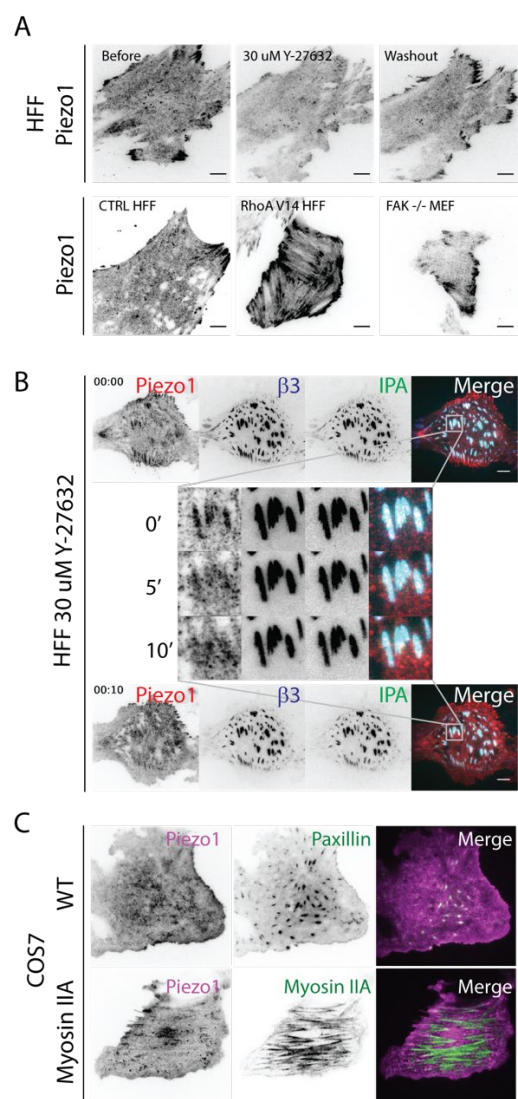 A
HFF
Piezo1
Before
30 uM Y-27632
Washout
Piezo1
CTRL HFF
RhoA V14 HFF
FAK -/- MEF
B
HFF 30 uM Y-27632
00:00
Piezo1
β3
IPA
Merge
0'
5'
10'
00:10
Piezo1
β3
IPA
Merge
C
COS7
WT
Piezo1
Paxillin
Merge
Myosin IIA
Piezo1
Myosin IIA
Merge